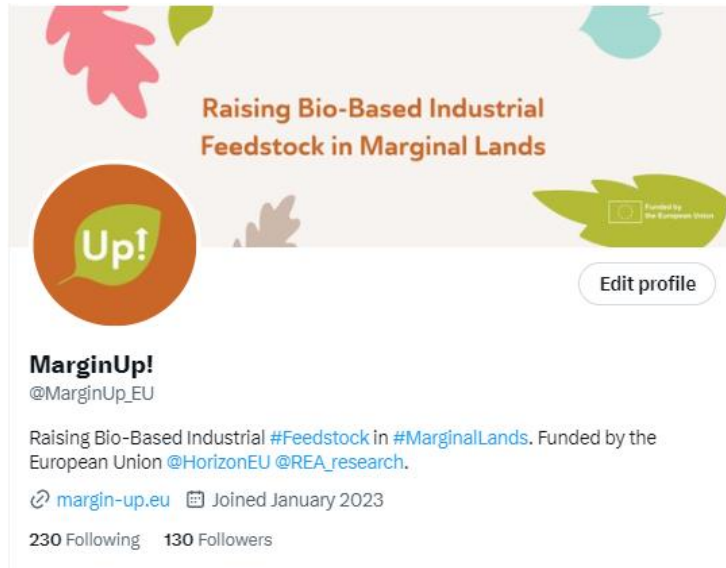 Raising Bio-Based Industrial
Feedstock in Marginal Lands
Funded by
the European Union
Up!
Edit profile
MarginUp!
@MarginUp_EU
Raising Bio-Based Industrial #Feedstock in #MarginalLands. Funded by the
European Union @HorizonEU @REA_research.
margin-up.eu Joined January 2023
230 Following 130 Followers